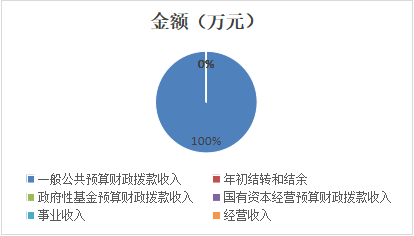 金额（万元）
0%
100%
一般公共预算财政拨款收入 年初结转和结余
政府性基金预算财政拨款收入 国有资本经营预算财政拨款收入
事业收入 经营收入